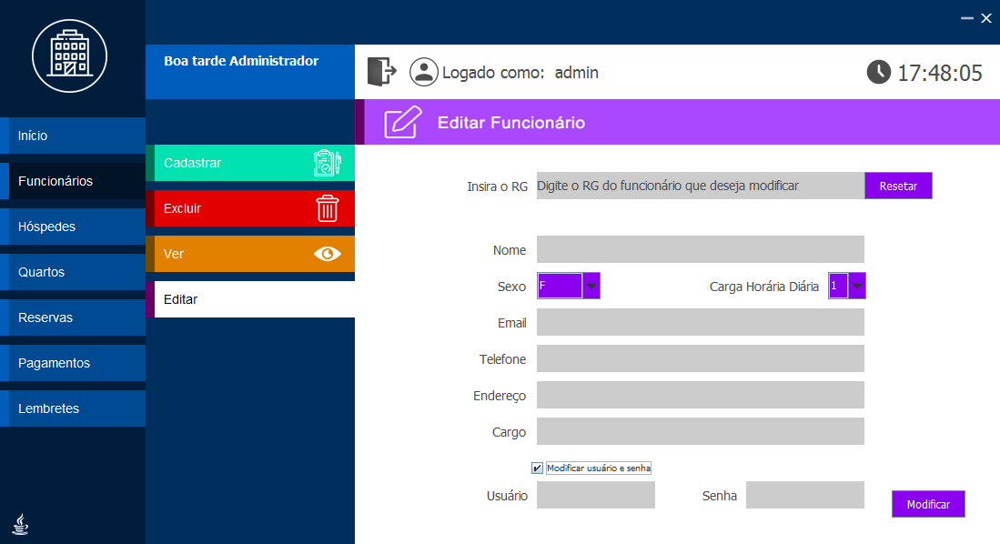 Boa tarde Administrador
Logado como: admin
17:48:05
Início
Funcionários
Hóspedes
Quartos
Reservas
Pagamentos
Lembretes
Cadastrar
Excluir
Ver
Editar
Editar Funcionário
Insira o RG Digite o RG do funcionário que deseja modificar Resetar
Nome
Sexo F Carga Horária Diária 1
Email
Telefone
Endereço
Cargo
Modificar usuário e senha
Usuário Senha Modificar